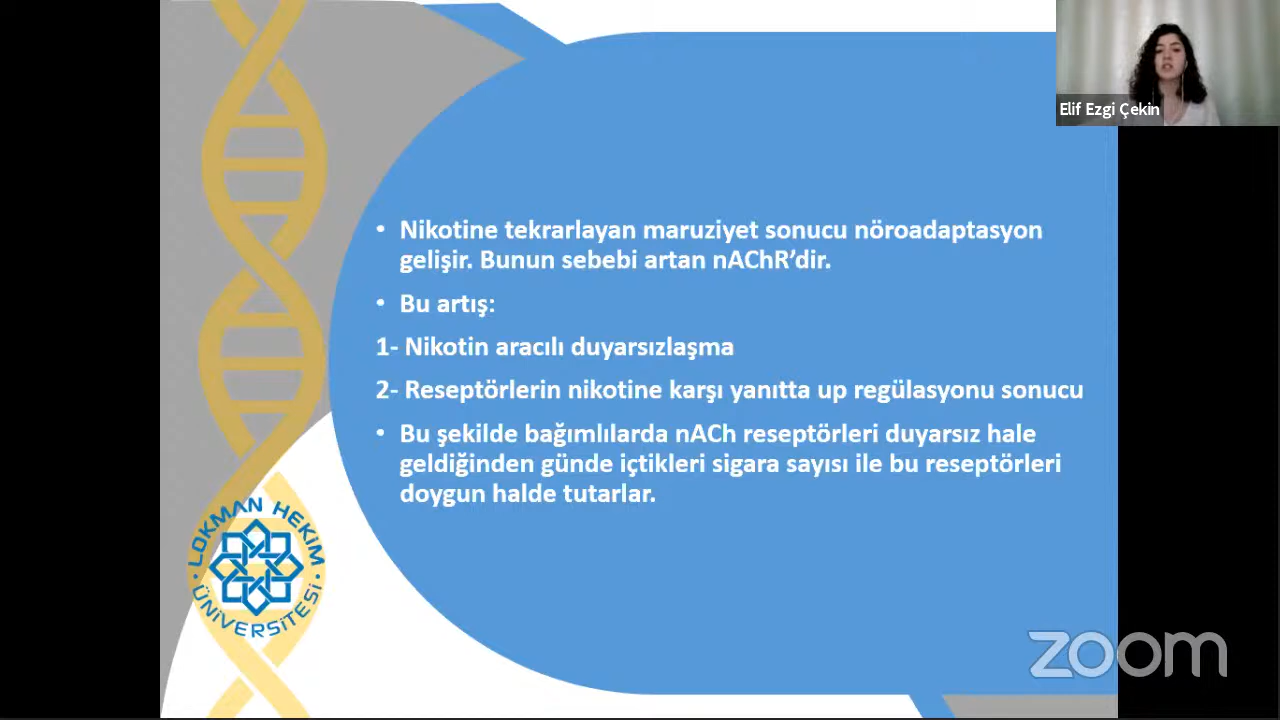 Elif Ezgi Çekin
• Nikotine tekrarlayan maruziyet sonucu nöroadaptasyon
gelişir. Bunun sebebi artan nAChR’dir.
• Bu artış:
1- Nikotin aracılı duyarsızlaşma
2- Reseptörlerin nikotine karşı yanıtta up regülasyonu sonucu
• Bu şekilde bağımlılarda nACh reseptörleri duyarsız hale
geldiğinden günde içtikleri sigara sayısı ile bu reseptörleri
doygun halde tutarlar.
LOKMAN HEKİM
ÜNİVERSİTESİ
zoom